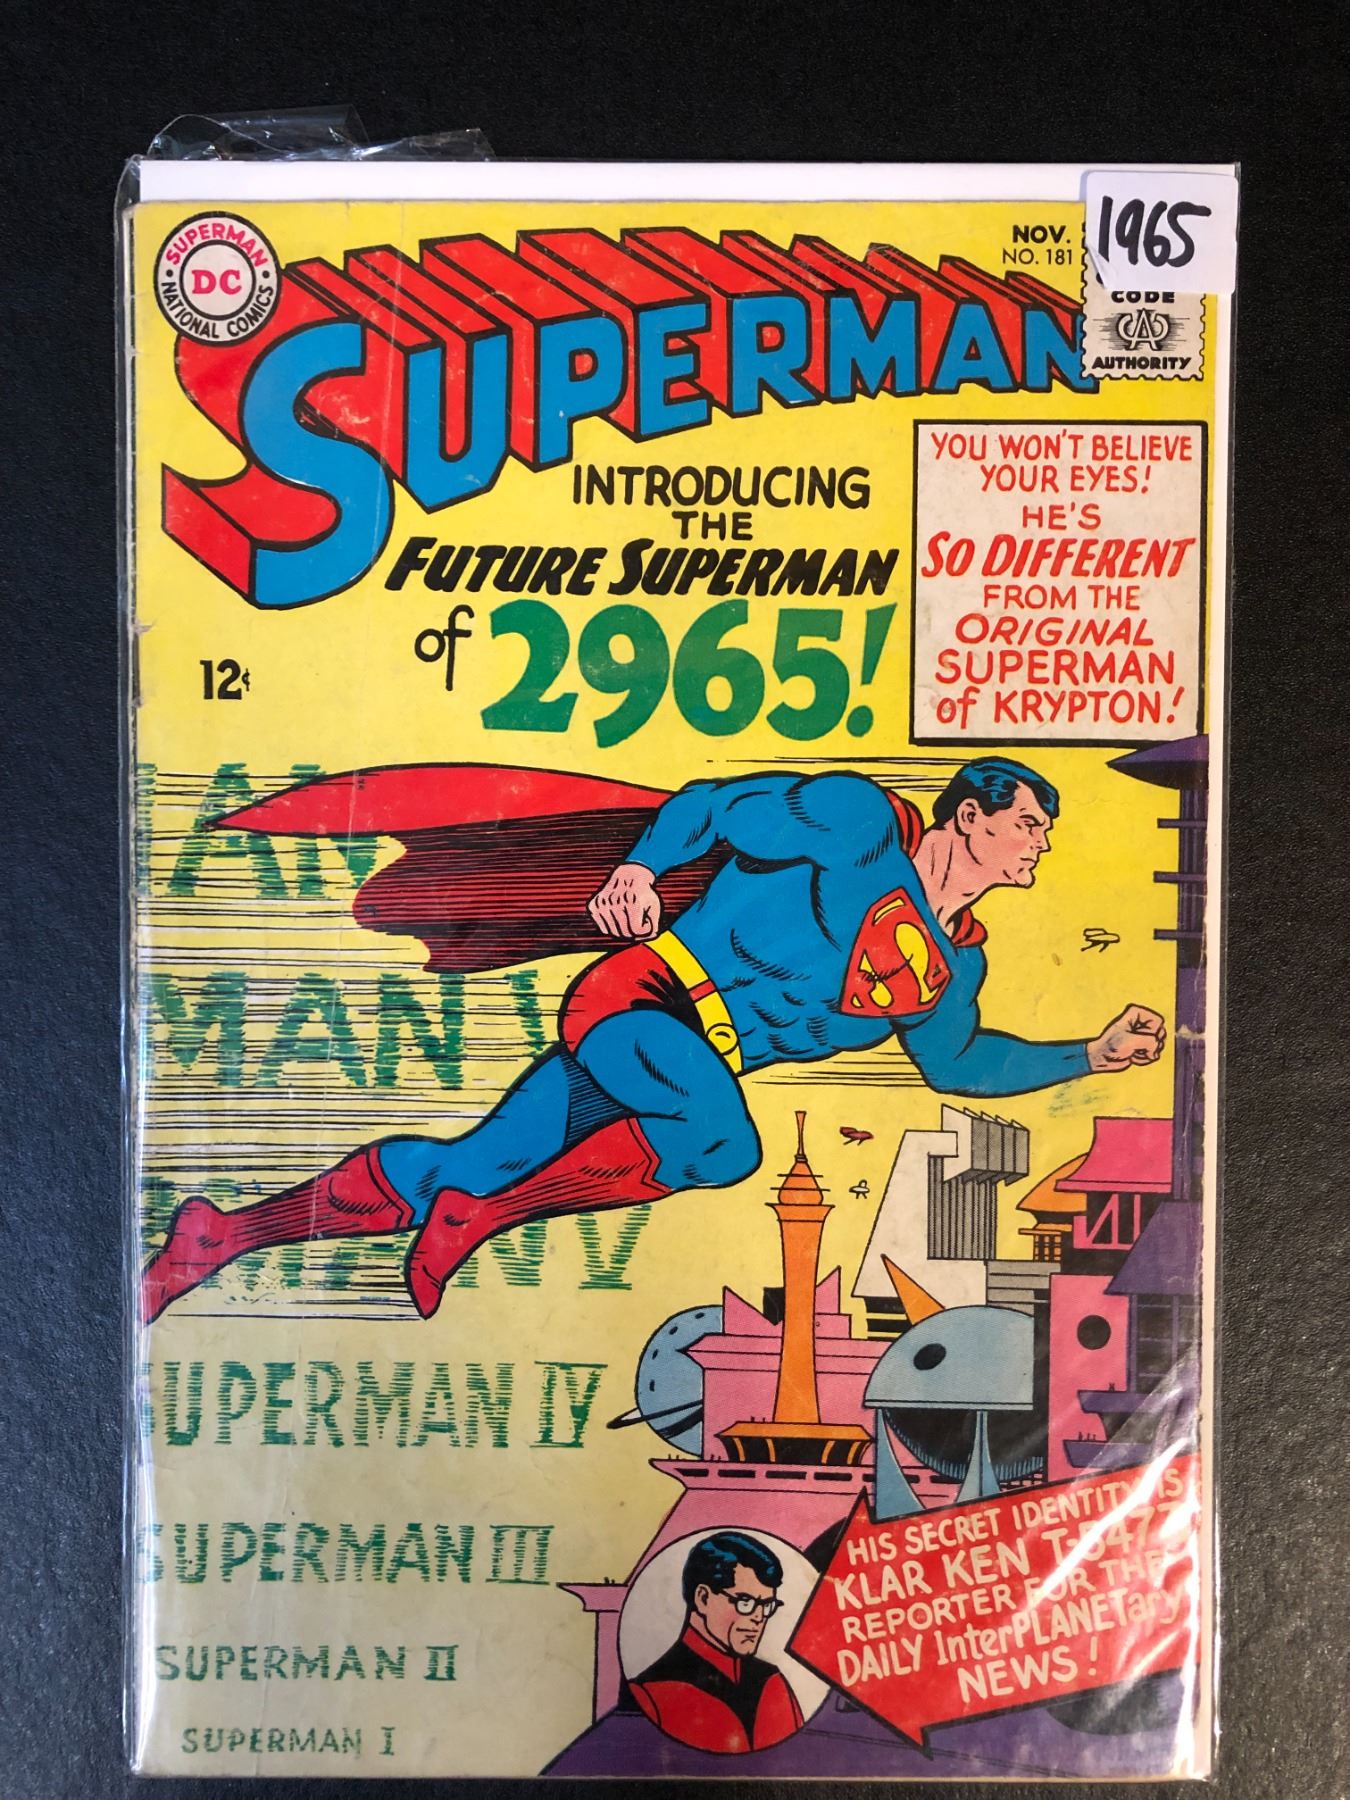 SUPERMAN
DC
NATIONAL COMICS
SUPERMAN
NOV.
NO. 181
1965
CODE
AUTHORITY
INTRODUCING
THE
FUTURE SUPERMAN
of 2965!
12¢
YOU WON'T BELIEVE
YOUR EYES!
HE'S
SO DIFFERENT
FROM THE
ORIGINAL
SUPERMAN
of KRYPTON!
S
MAN
SUPERMAN IV
SUPERMAN III
SUPERMAN II
SUPERMAN I
HIS SECRET IDENTITY IS
KLAR KEN T-5477
REPORTER FOR THE
DAILY InterPLANETary
NEWS!